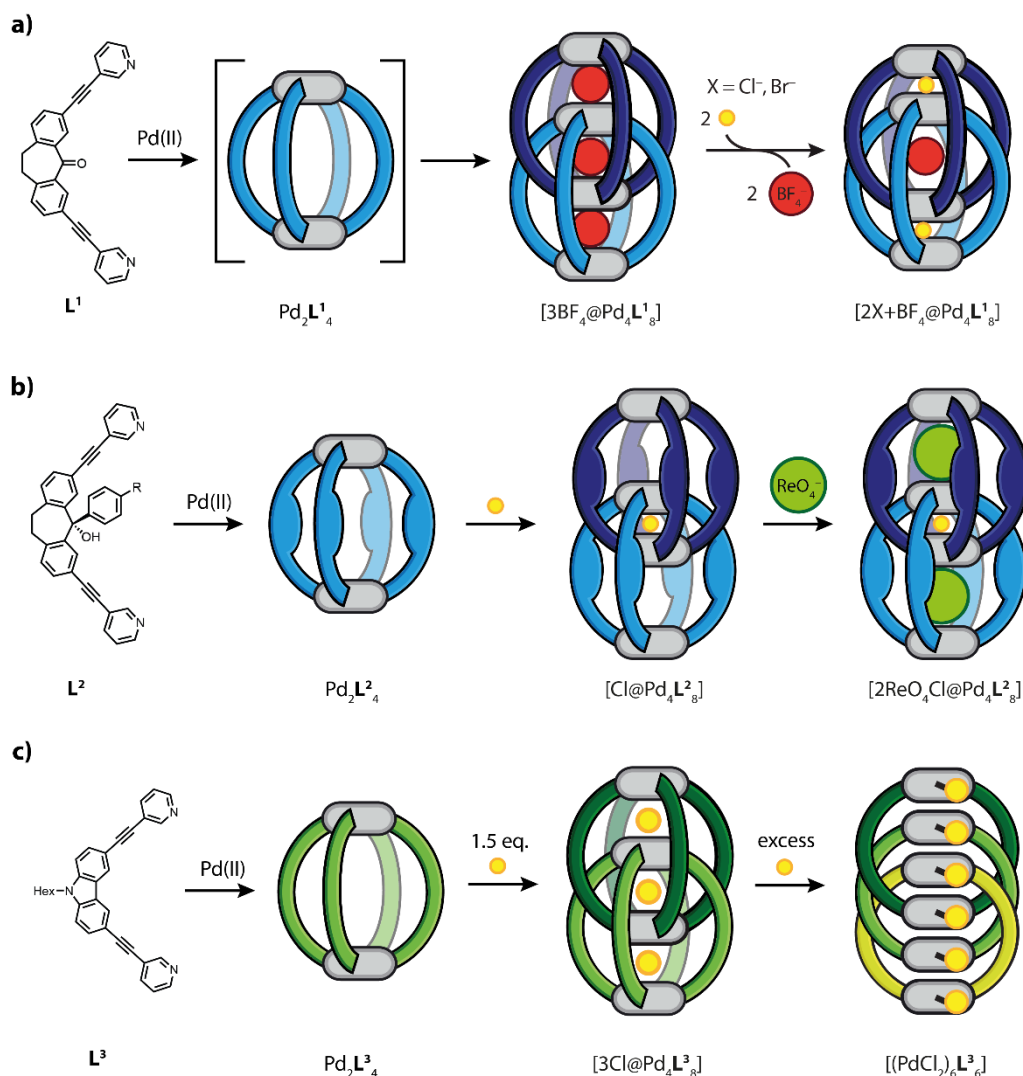 a)
N
O
N
L¹
Pd(II)
Pd₂L¹₄
[3BF₄@Pd₄L¹₈]
X = Cl⁻, Br⁻
2
2 BF₄⁻
[2X+BF₄@Pd₄L¹₈]
b)
N
R
OH
N
L²
Pd(II)
Pd₂L²₄
[Cl@Pd₄L²₈]
ReO₄⁻
[2ReO₄Cl@Pd₄L²₈]
c)
N
Hex-N
N
L³
Pd(II)
Pd₂L³₄
1.5 eq.
[3Cl@Pd₄L³₈]
excess
[(PdCl₂)₆L³₆]